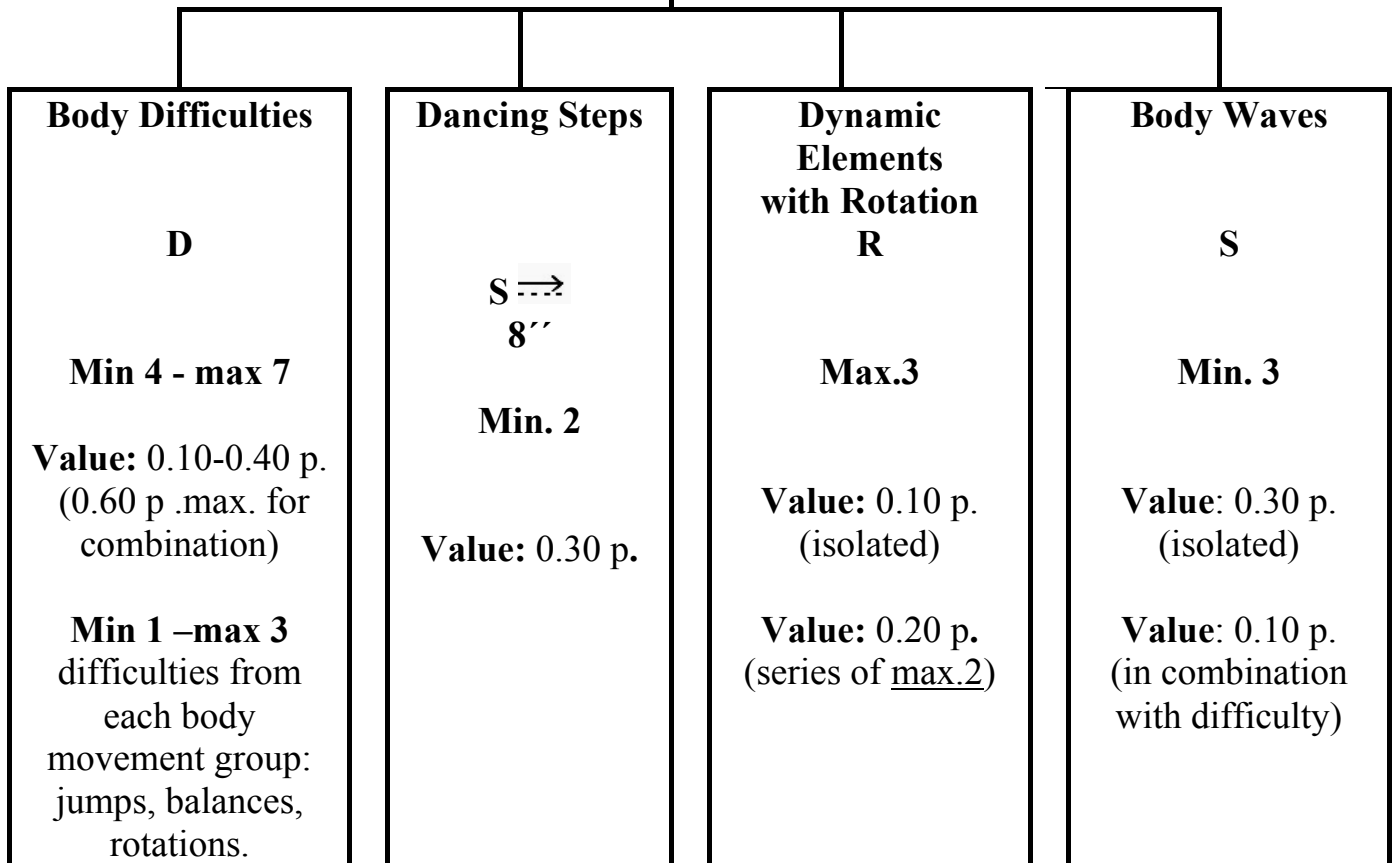 Body Difficulties
D
Min 4 - max 7
Value: 0.10-0.40 p.
(0.60 p .max. for
combination)
Min 1 –max 3
difficulties from
each body
movement group:
jumps, balances,
rotations.
Dancing Steps
S
8´´
Min. 2
Value: 0.30 p.
Dynamic
Elements
with Rotation
R
Max.3
Value: 0.10 p.
(isolated)
Value: 0.20 p.
(series of max.2)
Body Waves
S
Min. 3
Value: 0.30 p.
(isolated)
Value: 0.10 p.
(in combination
with difficulty)